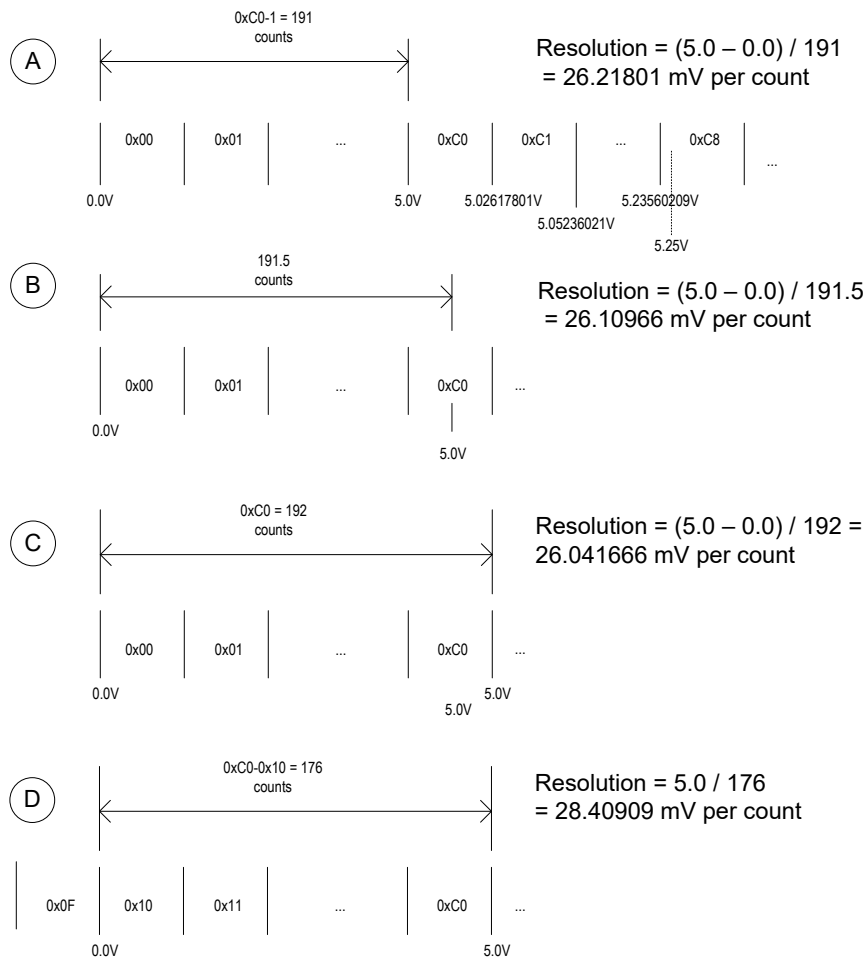 0xC0-1 = 191
counts
A
Resolution = (5.0 – 0.0) / 191
= 26.21801 mV per count
0x00 0x01 ... 0xC0 0xC1 ... 0xC8 ...
0.0V 5.0V 5.02617801V 5.23560209V
5.05236021V
5.25V
191.5
counts
B
Resolution = (5.0 – 0.0) / 191.5
= 26.10966 mV per count
0x00 0x01 ... 0xC0 ...
0.0V
5.0V
0xC0 = 192
counts
C
Resolution = (5.0 – 0.0) / 192 =
26.041666 mV per count
0x00 0x01 ... 0xC0 ...
0.0V 5.0V
5.0V
0xC0-0x10 = 176
counts
D
Resolution = 5.0 / 176
= 28.40909 mV per count
0x0F 0x10 0x11 ... 0xC0 ...
0.0V 5.0V